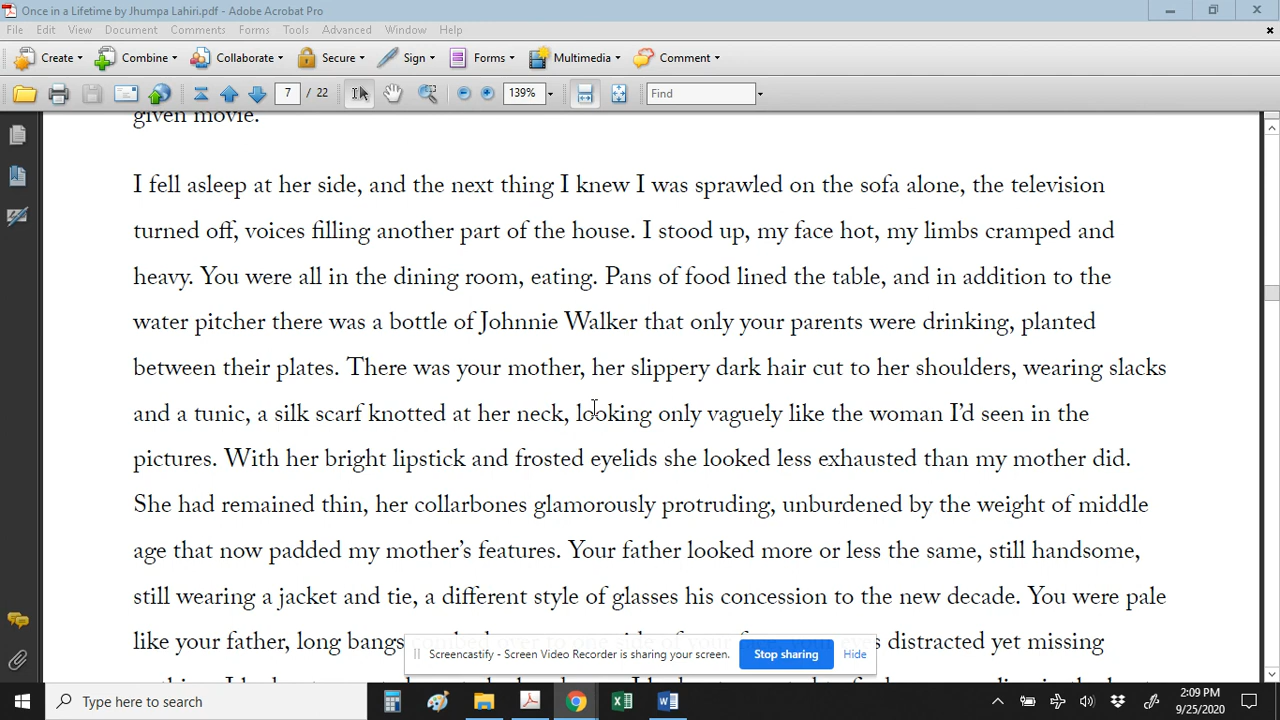 Once in a Lifetime by Jhumpa Lahiri.pdf - Adobe Acrobat Pro
File Edit View Document Comments Forms Tools Advanced Window Help
Create Combine Collaborate Secure Sign Forms Multimedia Comment
7 / 22 139% Find
given movie.
I fell asleep at her side, and the next thing I knew I was sprawled on the sofa alone, the television
turned off, voices filling another part of the house. I stood up, my face hot, my limbs cramped and
heavy. You were all in the dining room, eating. Pans of food lined the table, and in addition to the
water pitcher there was a bottle of Johnnie Walker that only your parents were drinking, planted
between their plates. There was your mother, her slippery dark hair cut to her shoulders, wearing slacks
and a tunic, a silk scarf knotted at her neck, looking only vaguely like the woman I’d seen in the
pictures. With her bright lipstick and frosted eyelids she looked less exhausted than my mother did.
She had remained thin, her collarbones glamorously protruding, unburdened by the weight of middle
age that now padded my mother’s features. Your father looked more or less the same, still handsome,
still wearing a jacket and tie, a different style of glasses his concession to the new decade. You were pale
like your father, long bangs distracted yet missing
Screencastify - Screen Video Recorder is sharing your screen. Stop sharing Hide
Type here to search
2:09 PM
9/25/2020